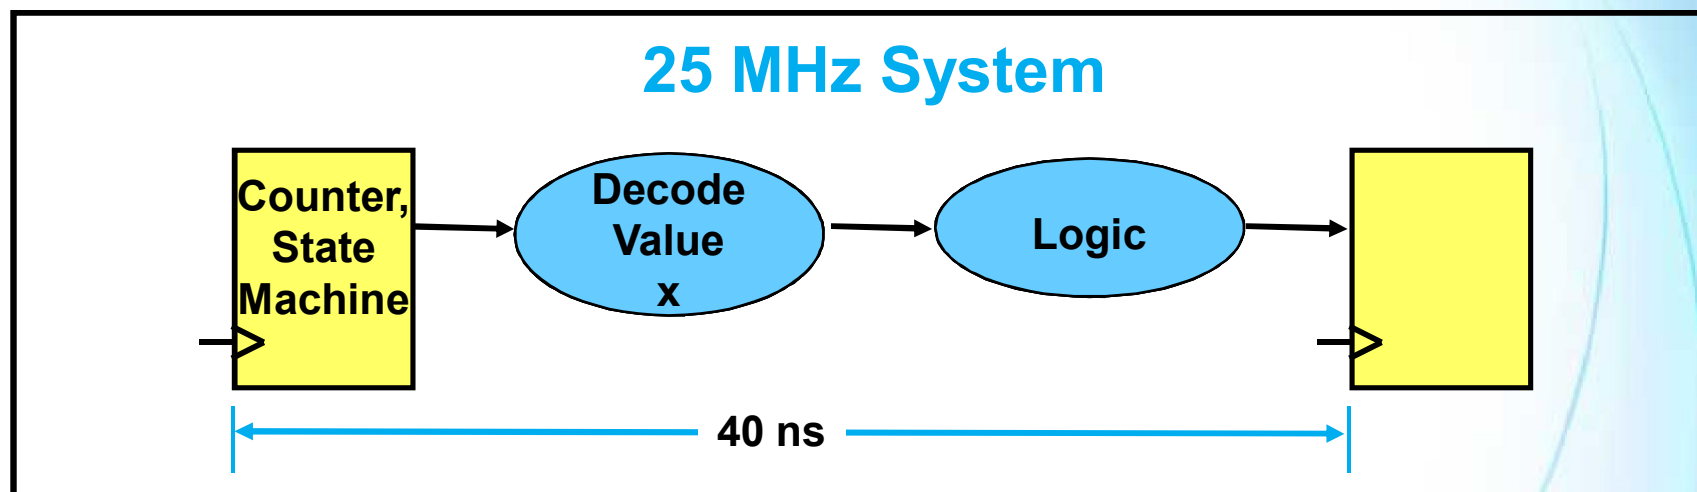 25 MHz System
Counter,
State
Machine
Decode
Value
x
Logic
40 ns